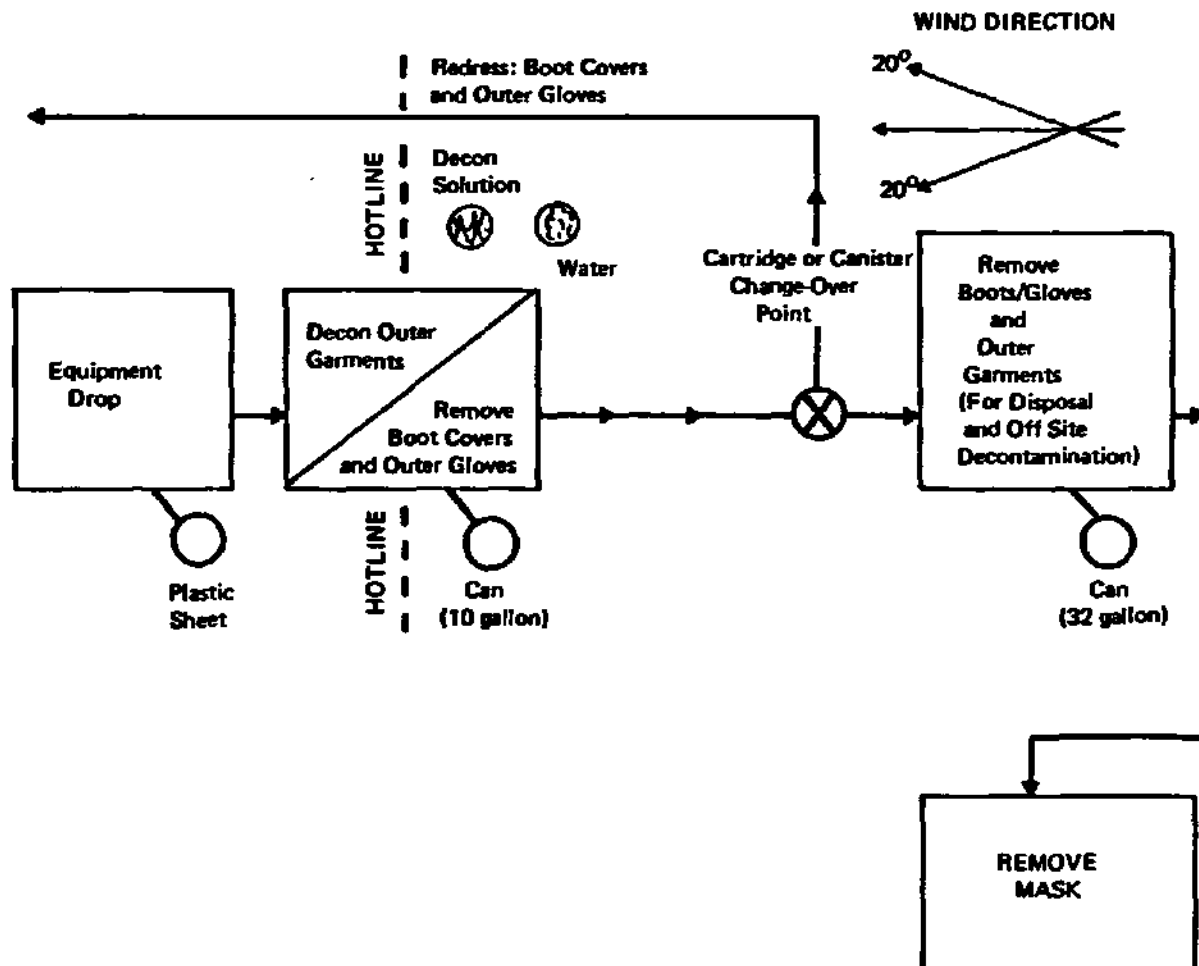 WIND DIRECTION
20°
20°
Redress: Boot Covers
and Outer Gloves
HOTLINE
Decon
Solution
Water
Cartridge or Canister
Change-Over
Point
Equipment
Drop
Decon Outer
Garments
Remove
Boot Covers
and Outer Gloves
Remove
Boots/Gloves
and
Outer
Garments
(For Disposal
and Off Site
Decontamination)
Plastic
Sheet
HOTLINE
Can
(10 gallon)
Can
(32 gallon)
REMOVE
MASK